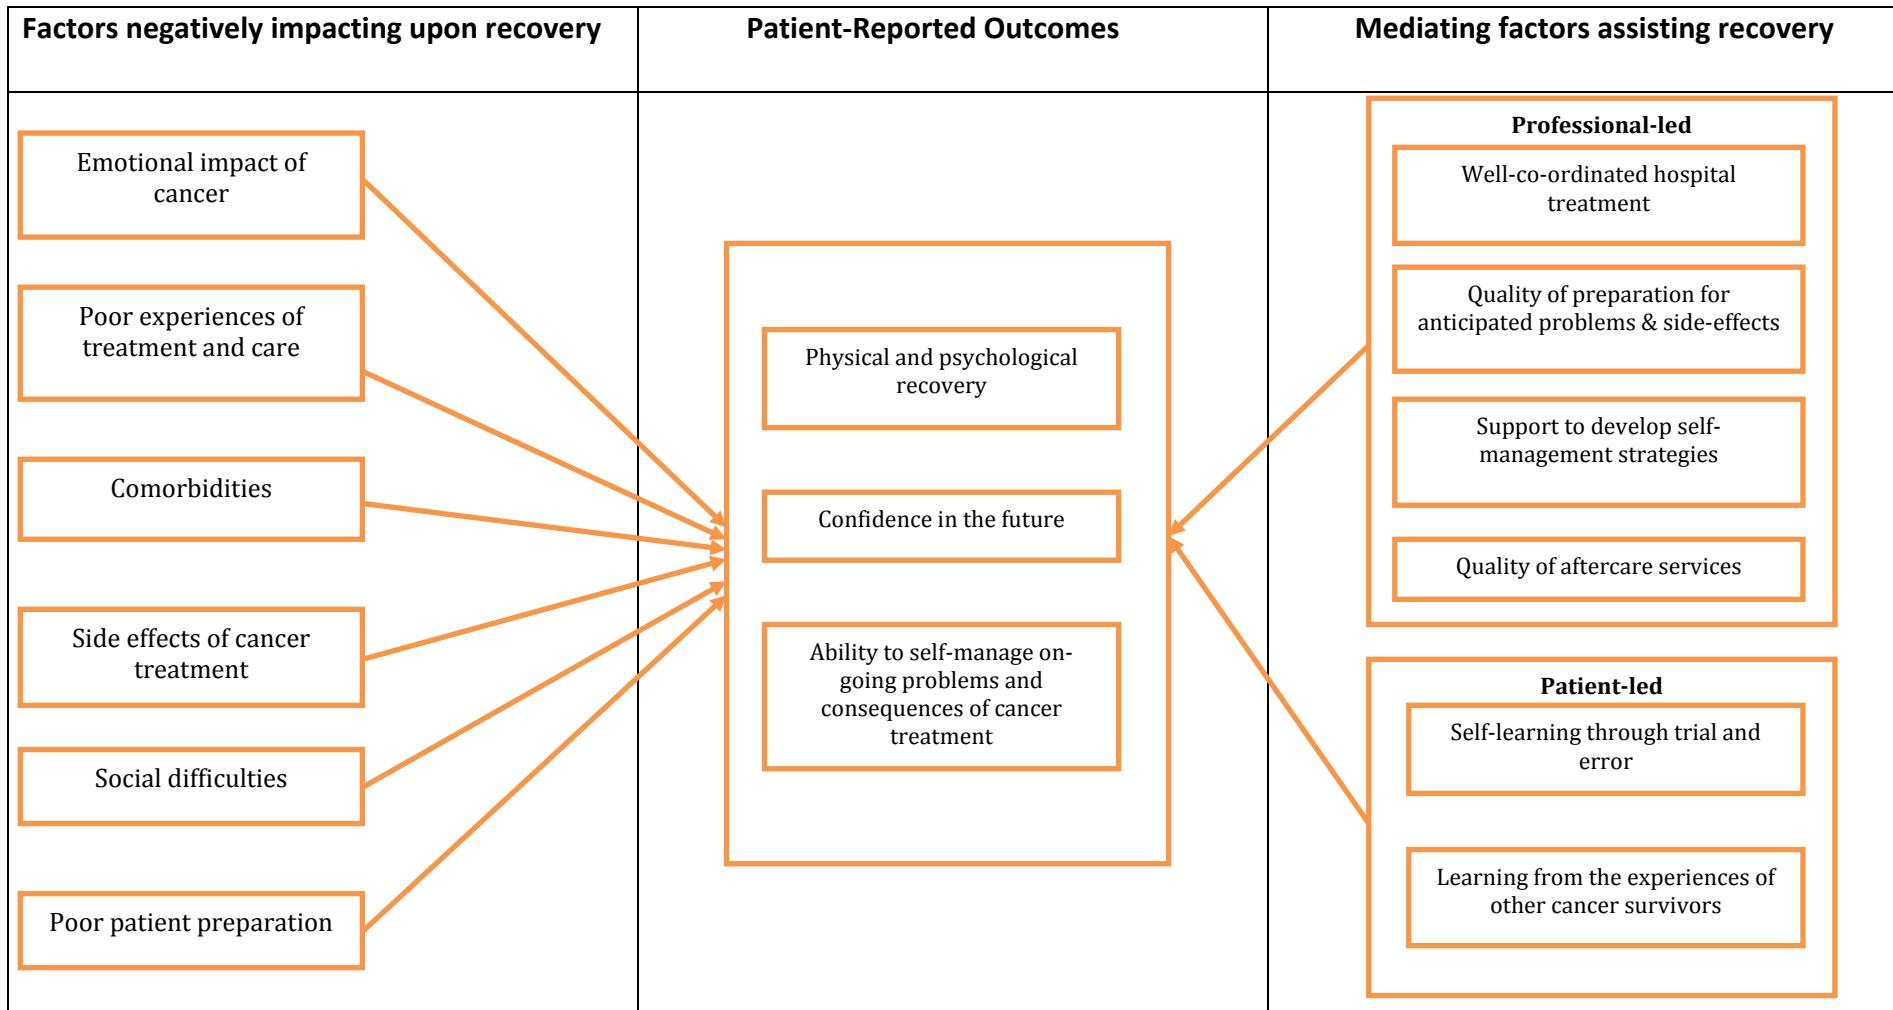 Factors negatively impacting upon recovery
Patient-Reported Outcomes
Mediating factors assisting recovery
Emotional impact of
cancer
Poor experiences of
treatment and care
Comorbidities
Side effects of cancer
treatment
Social difficulties
Poor patient preparation
Physical and psychological
recovery
Confidence in the future
Ability to self-manage on-
going problems and
consequences of cancer
treatment
Professional-led
Well-co-ordinated hospital
treatment
Quality of preparation for
anticipated problems & side-effects
Support to develop self-
management strategies
Quality of aftercare services
Patient-led
Self-learning through trial and
error
Learning from the experiences of
other cancer survivors